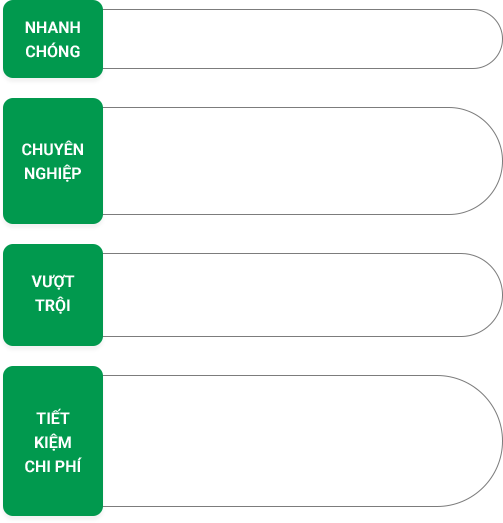 NHANH
CHÓNG
CHUYÊN
NGHIỆP
VƯỢT
TRỘI
TIẾT
KIỆM
CHI PHÍ